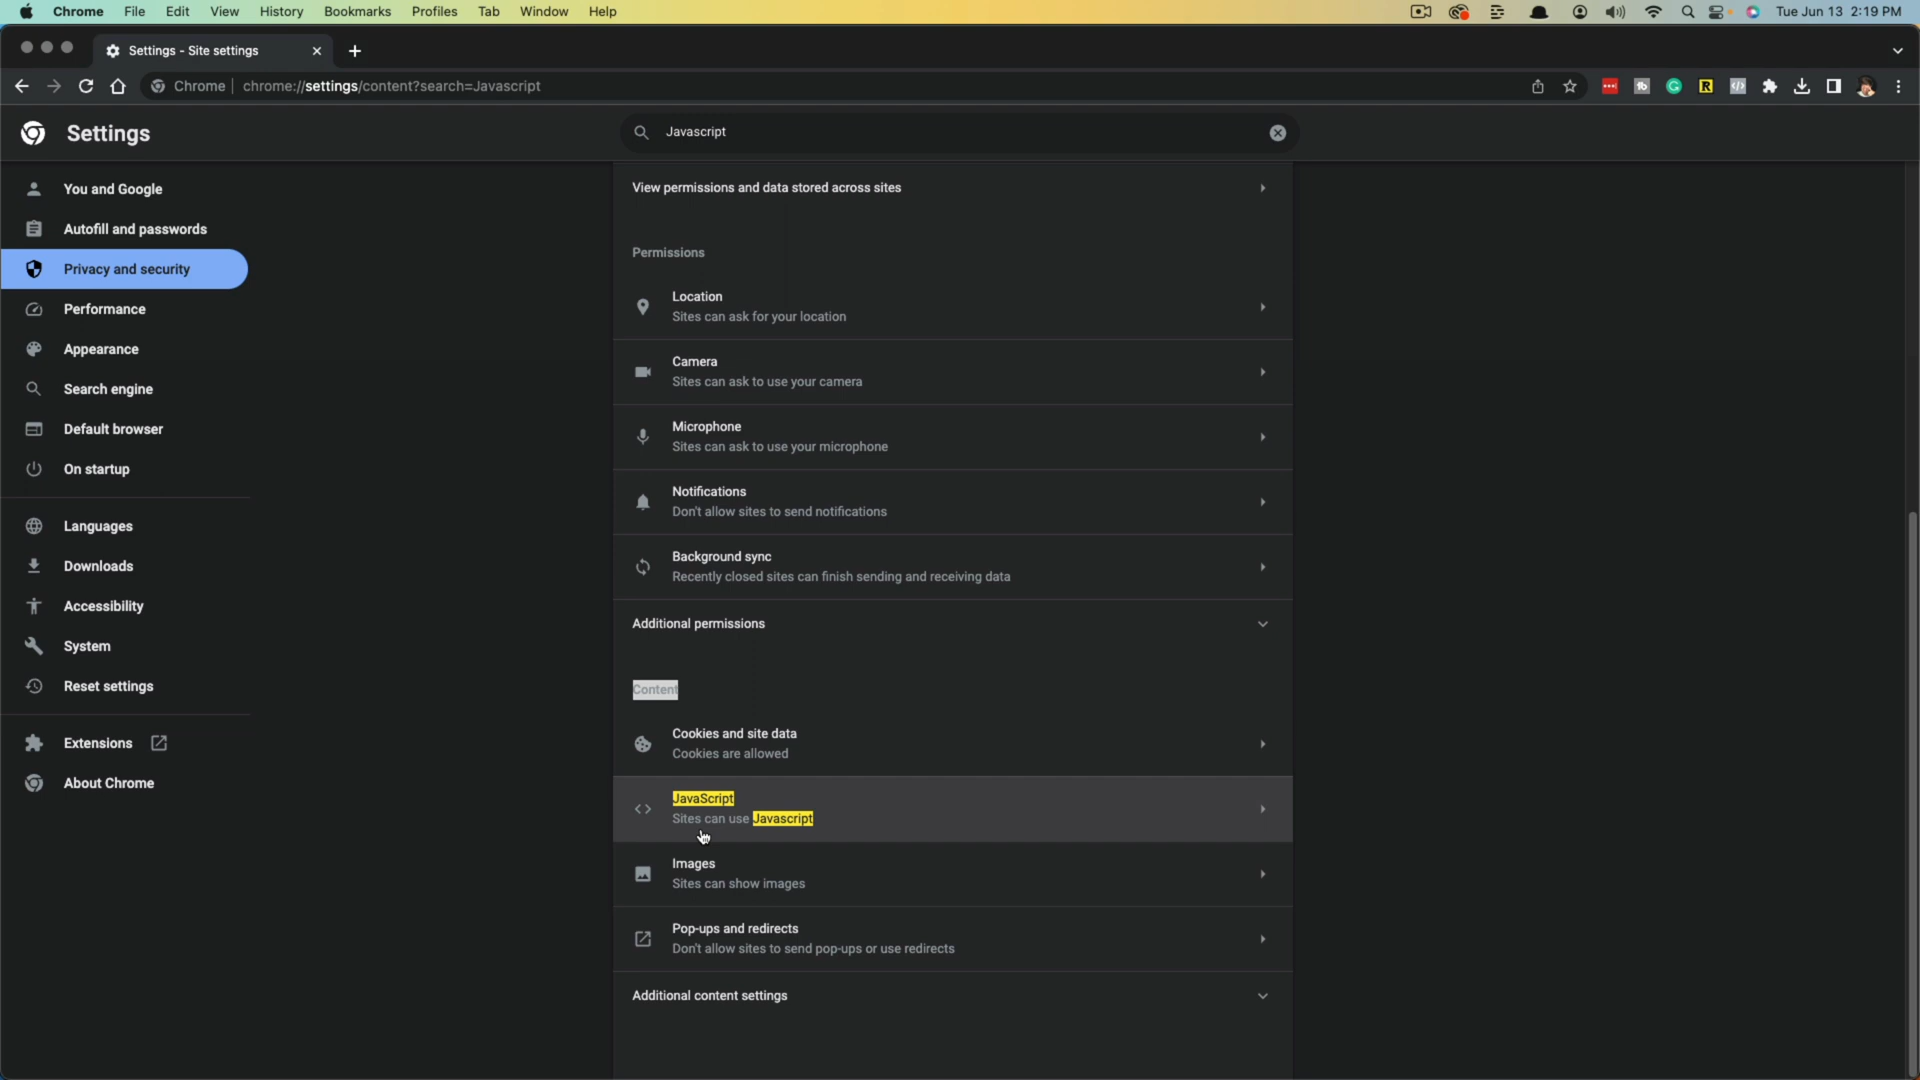 Chrome File Edit View History Bookmarks Profiles Tab Window Help Tue Jun 13 2:19 PM
Settings - Site settings
Chrome chrome://settings/content?search=Javascript
Settings
Javascript
You and Google
Autofill and passwords
Privacy and security
Performance
Appearance
Search engine
Default browser
On startup
Languages
Downloads
Accessibility
System
Reset settings
Extensions
About Chrome
View permissions and data stored across sites
Permissions
Location
Sites can ask for your location
Camera
Sites can ask to use your camera
Microphone
Sites can ask to use your microphone
Notifications
Don't allow sites to send notifications
Background sync
Recently closed sites can finish sending and receiving data
Additional permissions
Content
Cookies and site data
Cookies are allowed
JavaScript
Sites can use Javascript
Images
Sites can show images
Pop-ups and redirects
Don't allow sites to send pop-ups or use redirects
Additional content settings